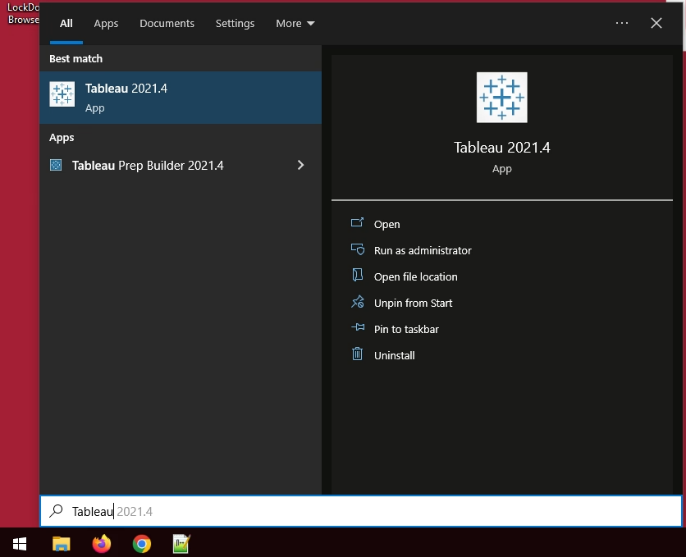 LockDo
Browse
All Apps Documents Settings More
Best match
Tableau 2021.4
App
Apps
Tableau Prep Builder 2021.4
Tableau 2021.4
App
Open
Run as administrator
Open file location
Unpin from Start
Pin to taskbar
Uninstall
Tableau 2021.4